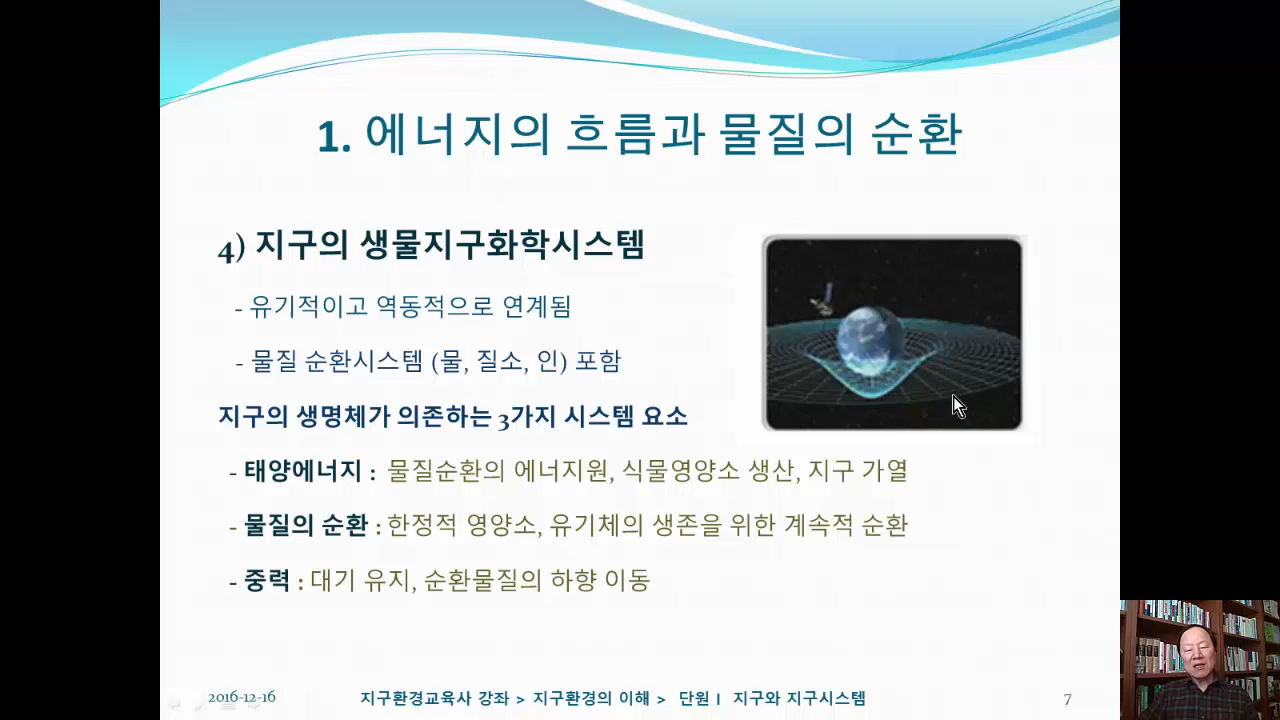 1. 에너지의 흐름과 물질의 순환
4) 지구의 생물지구화학시스템
- 유기적이고 역동적으로 연계됨
- 물질 순환시스템 (물, 질소, 인) 포함
지구의 생명체가 의존하는 3가지 시스템 요소
- 태양에너지 : 물질순환의 에너지원, 식물영양소 생산, 지구 가열
- 물질의 순환 : 한정적 영양소, 유기체의 생존을 위한 계속적 순환
- 중력 : 대기 유지, 순환물질의 하향 이동
2016-12-16
지구환경교육사 강좌 > 지구환경의 이해 > 단원 I 지구와 지구시스템
7